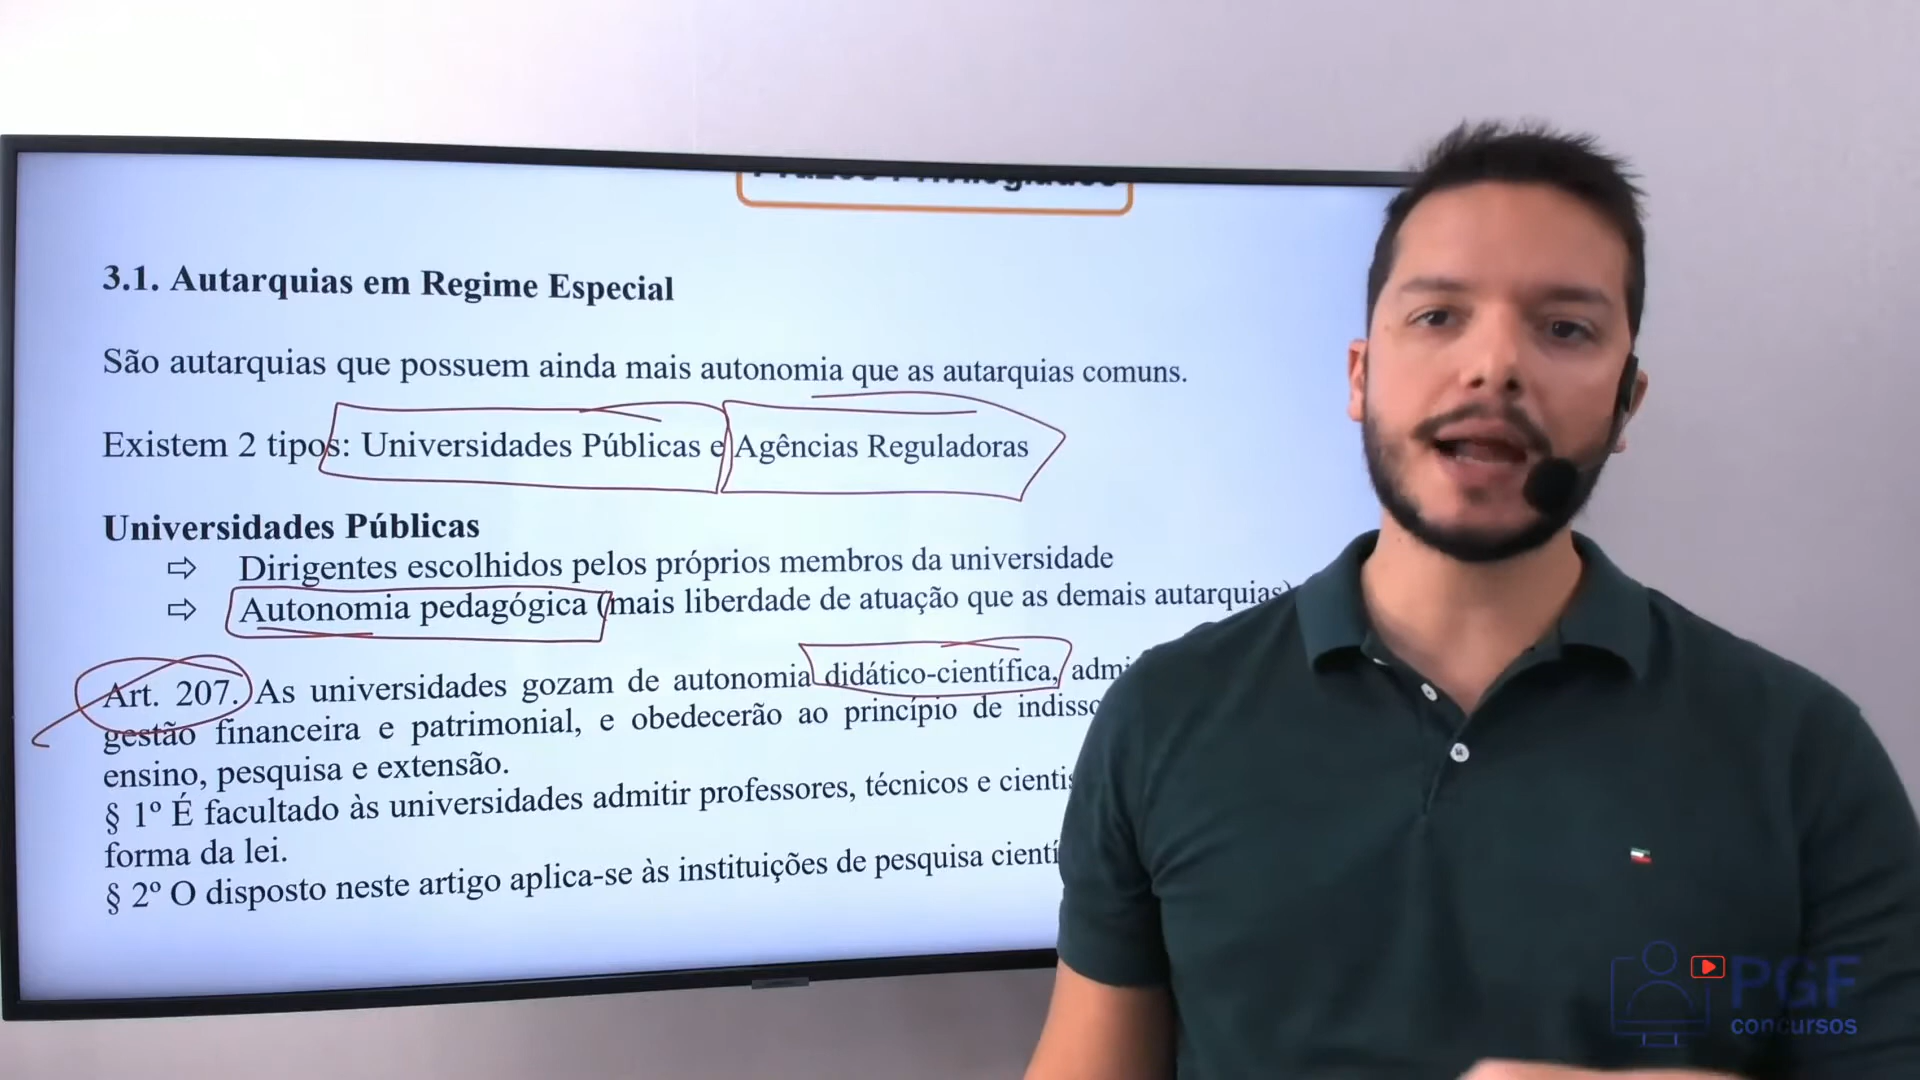 3.1. Autarquias em Regime Especial
São autarquias que possuem ainda mais autonomia que as autarquias comuns.
Existem 2 tipos: Universidades Públicas e Agências Reguladoras
Universidades Públicas
⇨ Dirigentes escolhidos pelos próprios membros da universidade
⇨ Autonomia pedagógica (mais liberdade de atuação que as demais autarquias)
Art. 207. As universidades gozam de autonomia didático-científica,
gestão financeira e patrimonial, e obedecerão ao princípio de
ensino, pesquisa e extensão.
§ 1º É facultado às universidades admitir professores, técnicos e
forma da lei.
§ 2º O disposto neste artigo aplica-se às instituições de pesquisa
PGF
concursos